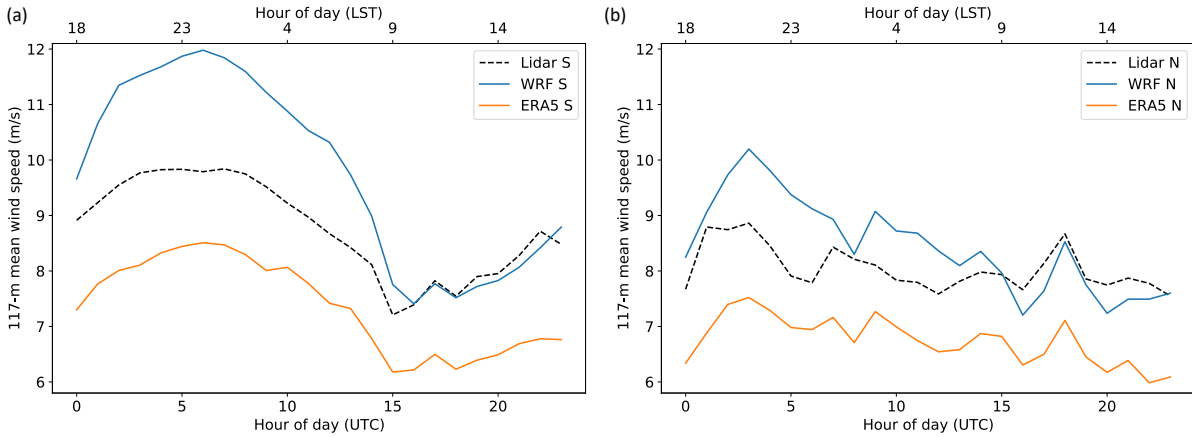 (a)
Hour of day (LST)
18 23 4 9 14
117-m mean wind speed (m/s)
12
11
10
9
8
7
6
Lidar S
WRF S
ERA5 S
0 5 10 15 20
Hour of day (UTC)
(b)
Hour of day (LST)
18 23 4 9 14
117-m mean wind speed (m/s)
12
11
10
9
8
7
6
Lidar N
WRF N
ERA5 N
0 5 10 15 20
Hour of day (UTC)